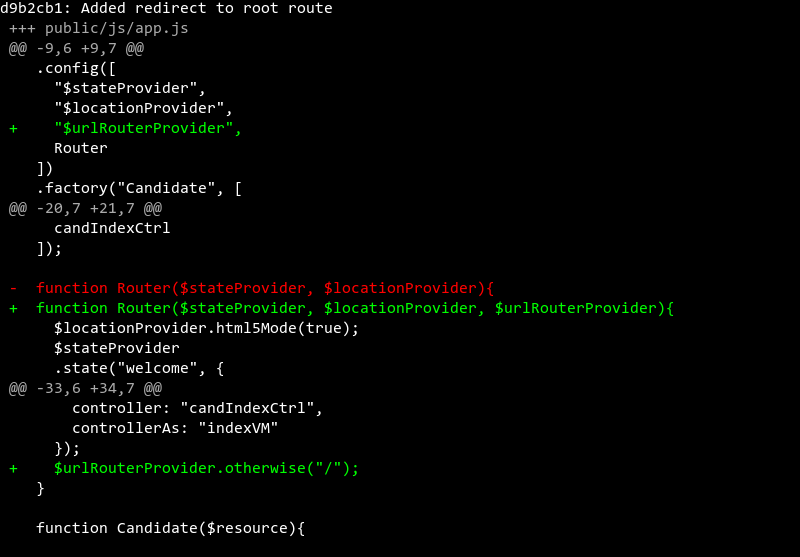 d9b2cb1: Added redirect to root route
+++ public/js/app.js
@@ -9,6 +9,7 @@
.config([
"$stateProvider",
"$locationProvider",
+ "$urlRouterProvider",
Router
])
.factory("Candidate", [
@@ -20,7 +21,7 @@
candIndexCtrl
]);
- function Router($stateProvider, $locationProvider){
+ function Router($stateProvider, $locationProvider, $urlRouterProvider){
$locationProvider.html5Mode(true);
$stateProvider
.state("welcome", {
@@ -33,6 +34,7 @@
controller: "candIndexCtrl",
controllerAs: "indexVM"
});
+ $urlRouterProvider.otherwise("/");
}
function Candidate($resource){